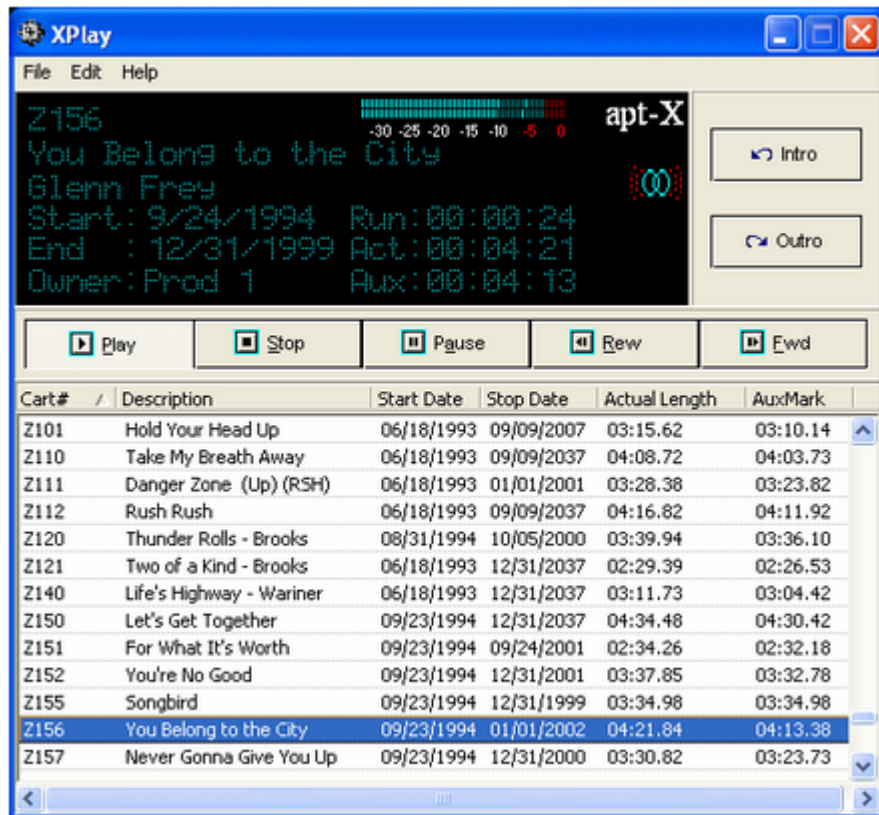 XPlay
File Edit Help
Z156
-30 -25 -20 -15 -10 -5 0
apt-X
You Belong to the City
Glenn Frey
Start: 9/24/1994 Run:00:00:24
End : 12/31/1999 Act:00:04:21
Owner:Prod 1 Aux:00:04:13
Intro
Outro
Play Stop Pause Rew Fwd
Cart# Description Start Date Stop Date Actual Length AuxMark
Z101 Hold Your Head Up 06/18/1993 09/09/2007 03:15.62 03:10.14
Z110 Take My Breath Away 06/18/1993 09/09/2037 04:08.72 04:03.73
Z111 Danger Zone (Up) (RSH) 06/18/1993 01/01/2001 03:28.38 03:23.82
Z112 Rush Rush 06/18/1993 09/09/2037 04:16.82 04:11.92
Z120 Thunder Rolls - Brooks 08/31/1994 10/05/2000 03:39.94 03:36.10
Z121 Two of a Kind - Brooks 06/18/1993 12/31/2037 02:29.39 02:26.53
Z140 Life's Highway - Wariner 06/18/1993 12/31/2037 03:11.73 03:04.42
Z150 Let's Get Together 09/23/1994 12/31/2037 04:34.48 04:30.42
Z151 For What It's Worth 09/23/1994 09/24/2001 02:34.26 02:32.18
Z152 You're No Good 09/23/1994 12/31/2001 03:37.85 03:32.78
Z155 Songbird 09/23/1994 12/31/1999 03:34.98 03:34.98
Z156 You Belong to the City 09/23/1994 01/01/2002 04:21.84 04:13.38
Z157 Never Gonna Give You Up 09/23/1994 12/31/2000 03:30.82 03:23.73